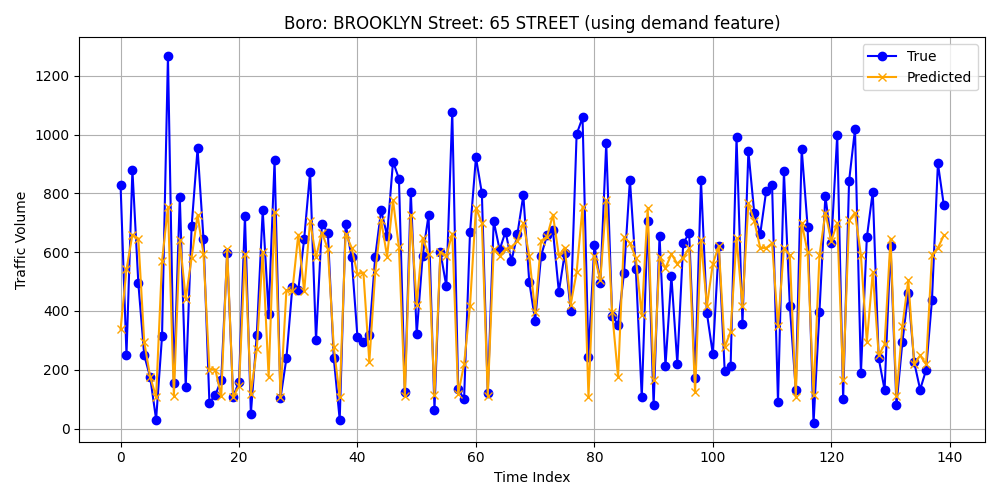 Boro: BROOKLYN Street: 65 STREET (using demand feature)
True
Predicted
Traffic Volume
1200
1000
800
600
400
200
0
0 20 40 60 80 100 120 140
Time Index